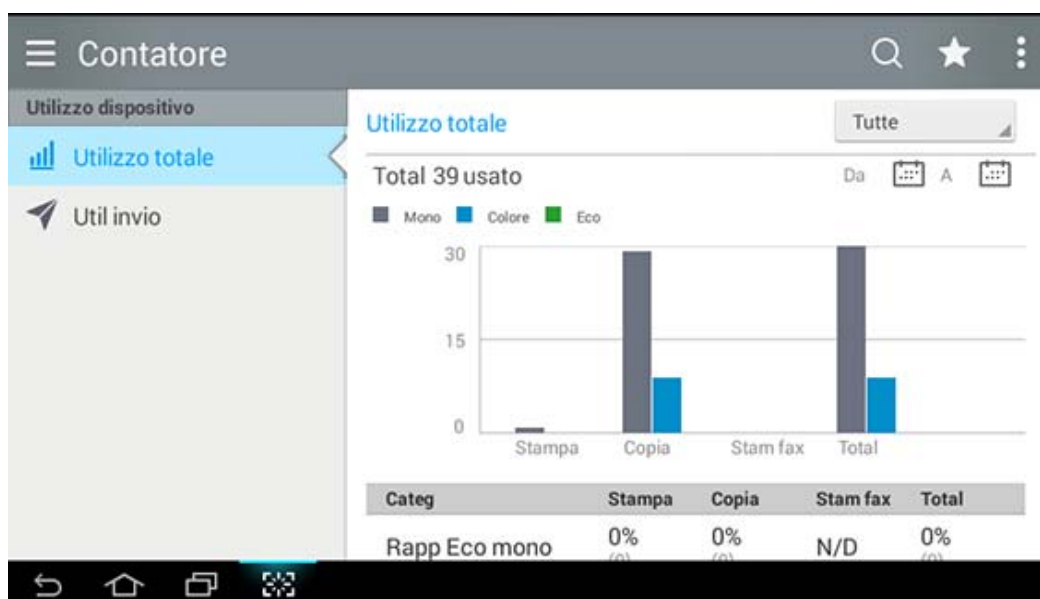 Contatore
Utilizzo dispositivo
Utilizzo totale
Util invio
Utilizzo totale
Tutte
Total 39 usato
Da
A
Mono Colore Eco
30
15
0
Stampa Copia Stam fax Total
Categ Stampa Copia Stam fax Total
Rapp Eco mono 0% 0% N/D 0%